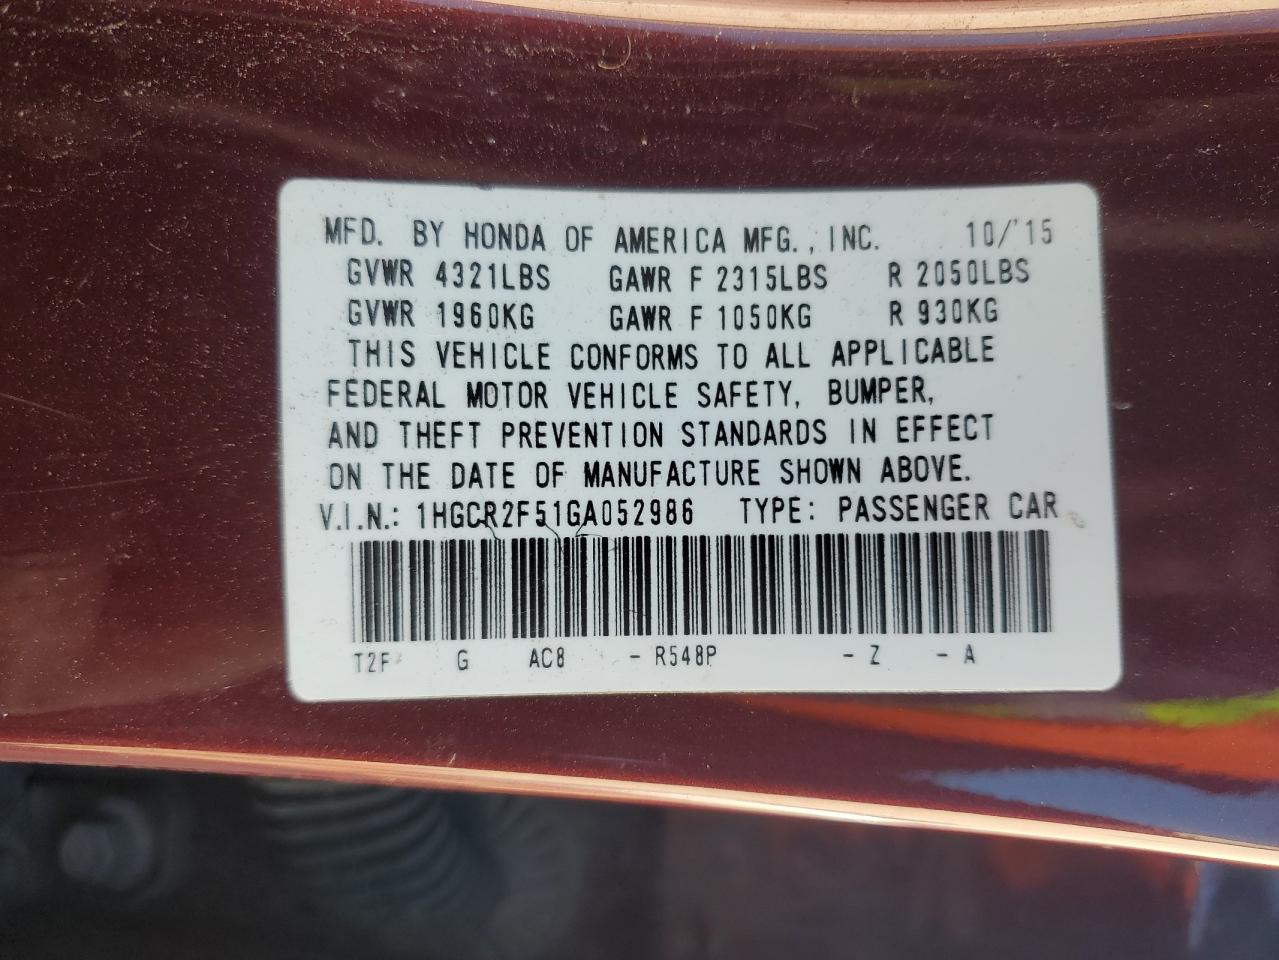 MFD. BY HONDA OF AMERICA MFG., INC. 10/'15
GVWR 4321LBS GAWR F 2315LBS R 2050LBS
GVWR 1960KG GAWR F 1050KG R 930KG
THIS VEHICLE CONFORMS TO ALL APPLICABLE
FEDERAL MOTOR VEHICLE SAFETY, BUMPER,
AND THEFT PREVENTION STANDARDS IN EFFECT
ON THE DATE OF MANUFACTURE SHOWN ABOVE.
V.I.N.: 1HGCR2F51GA052986 TYPE: PASSENGER CAR
T2F G AC8 - R548P - Z - A